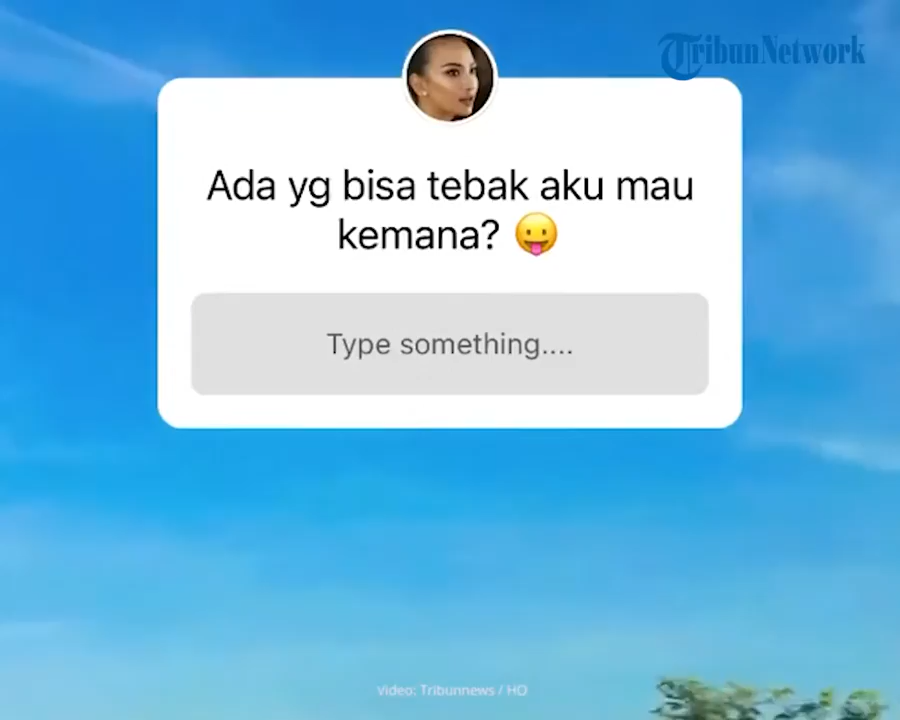 TribunNetwork
Ada yg bisa tebak aku mau
kemana? 😛
Type something....
Video: Tribunnews / HO